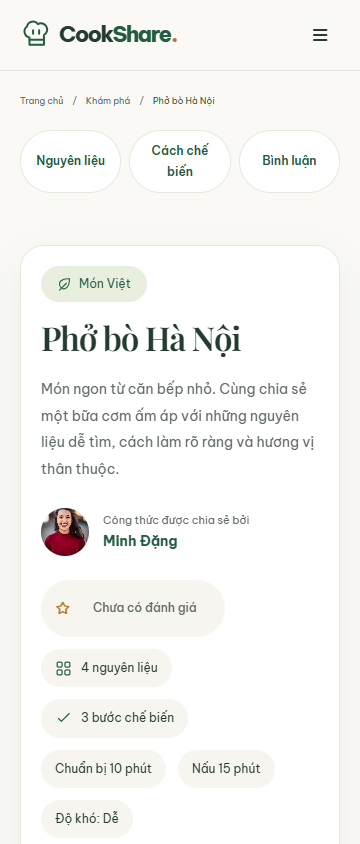 CookShare.
Trang chủ / Khám phá / Phở bò Hà Nội
Nguyên liệu
Cách chế
biến
Bình luận
Món Việt
Phở bò Hà Nội
Món ngon từ căn bếp nhỏ. Cùng chia sẻ
một bữa cơm ấm áp với những nguyên
liệu dễ tìm, cách làm rõ ràng và hương vị
thân thuộc.
Công thức được chia sẻ bởi
Minh Đặng
Chưa có đánh giá
4 nguyên liệu
3 bước chế biến
Chuẩn bị 10 phút
Nấu 15 phút
Độ khó: Dễ